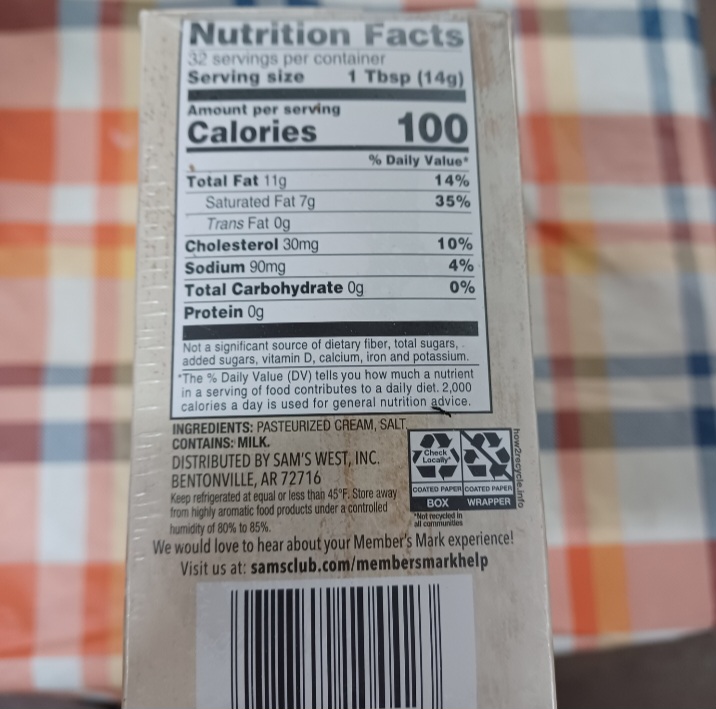 Nutrition Facts
32 servings per container
Serving size 1 Tbsp (14g)
Amount per serving
Calories 100
% Daily Value*
Total Fat 11g 14%
Saturated Fat 7g 35%
Trans Fat 0g
Cholesterol 30mg 10%
Sodium 90mg 4%
Total Carbohydrate 0g 0%
Protein 0g
Not a significant source of dietary fiber, total sugars,
added sugars, vitamin D, calcium, iron and potassium.
*The % Daily Value (DV) tells you how much a nutrient
in a serving of food contributes to a daily diet. 2,000
calories a day is used for general nutrition advice.
INGREDIENTS: PASTEURIZED CREAM, SALT.
CONTAINS: MILK.
DISTRIBUTED BY SAM'S WEST, INC.
BENTONVILLE, AR 72716
Keep refrigerated at equal or less than 45°F. Store away
from highly aromatic food products under a controlled
humidity of 80% to 85%.
Check
Locally*
COATED PAPER COATED PAPER
BOX WRAPPER
*Not recycled in
all communities
how2recycle.info
We would love to hear about your Member's Mark experience!
Visit us at: samsclub.com/membersmarkhelp